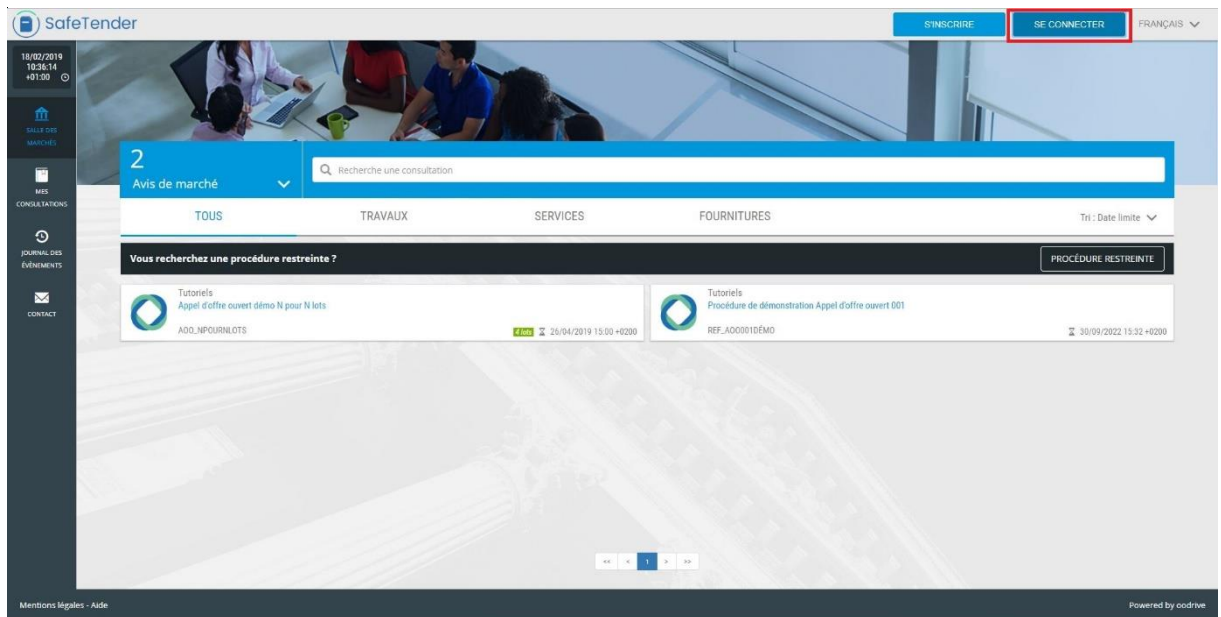 SafeTender
S'INSCRIRE
SE CONNECTER
FRANÇAIS
18/02/2019
10:36:14
+01:00
SALLE DES
MARCHÉS
MES
CONSULTATIONS
JOURNAL DES
ÉVÈNEMENTS
CONTACT
2
Avis de marché
Recherche une consultation
TOUS TRAVAUX SERVICES FOURNITURES Tri : Date limite
Vous recherchez une procédure restreinte ? PROCÉDURE RESTREINTE
Tutoriels
Appel d'offre ouvert démo N pour N lots
AOO_NPOURNLOTS 4 lots 26/04/2019 15:00 +0200
Tutoriels
Procédure de démonstration Appel d'offre ouvert 001
REF_AOO001DÉMO 30/09/2022 15:32 +0200
<< < 1 > >>
Mentions légales - Aide Powered by oodrive